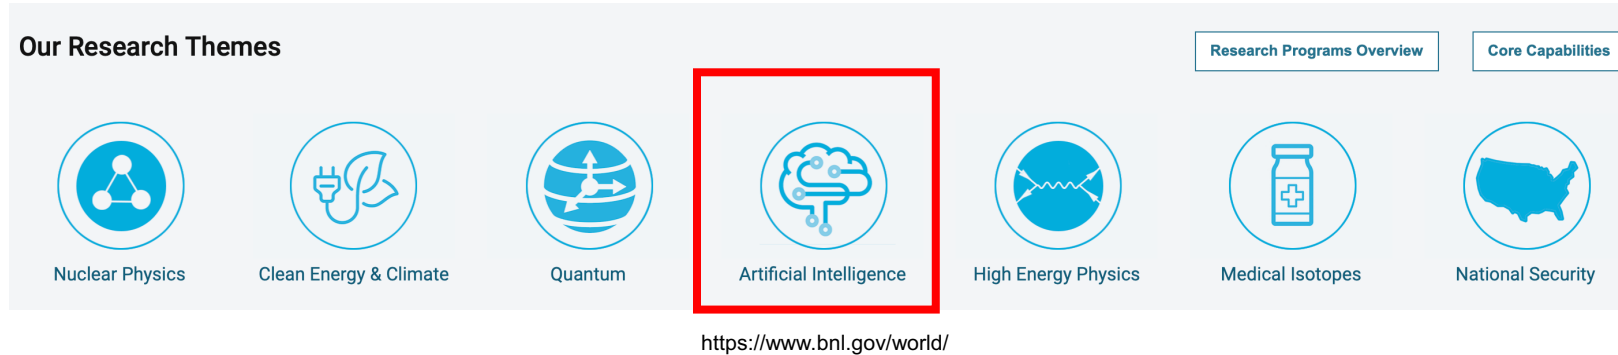 Our Research Themes
Research Programs Overview
Core Capabilities
Nuclear Physics
Clean Energy & Climate
Quantum
Artificial Intelligence
High Energy Physics
Medical Isotopes
National Security
https://www.bnl.gov/world/